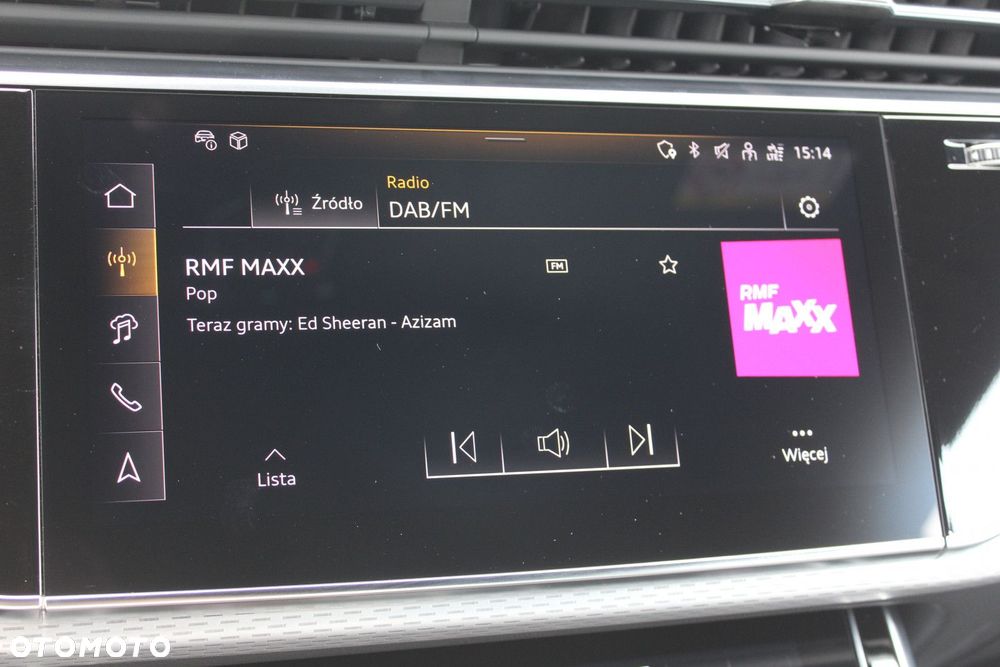 15:14
Źródło
Radio
DAB/FM
RMF MAXX
FM
Pop
Teraz gramy: Ed Sheeran - Azizam
RMF
MAXX
Lista
Więcej
OTOMOTO